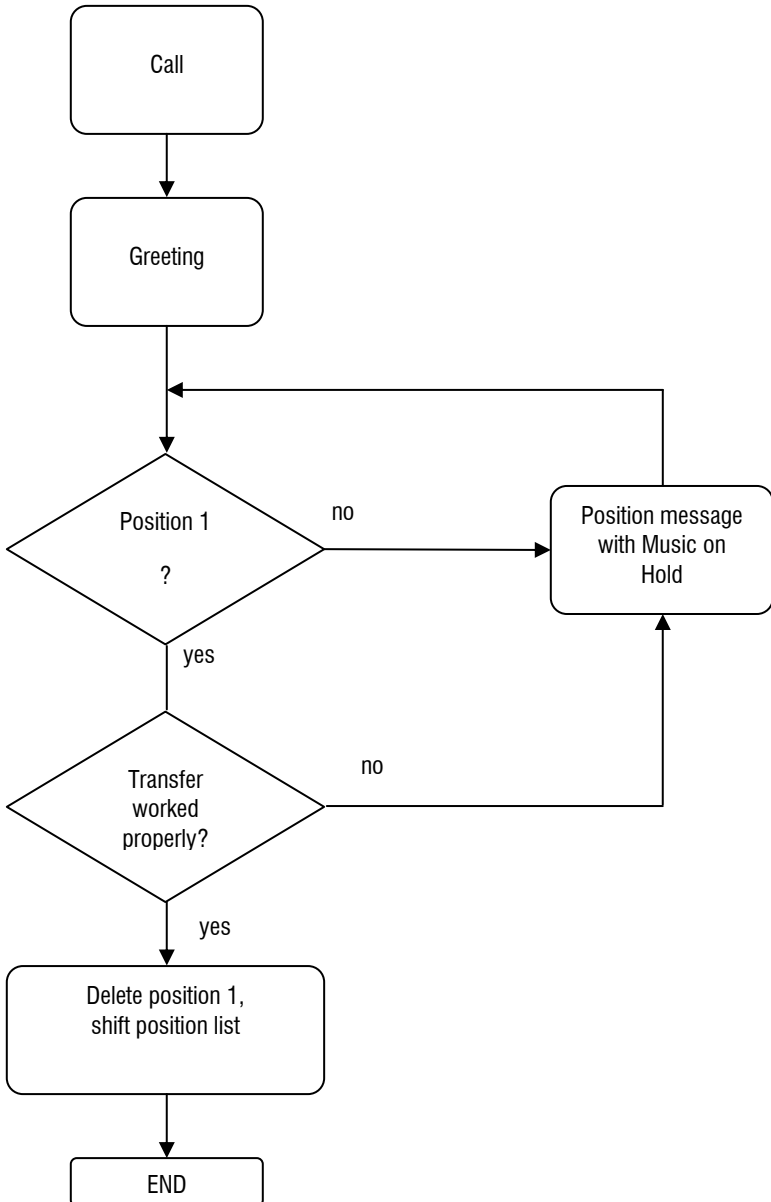 Call
Greeting
Position 1
?
no
Position message
with Music on
Hold
yes
Transfer
worked
properly?
no
yes
Delete position 1,
shift position list
END